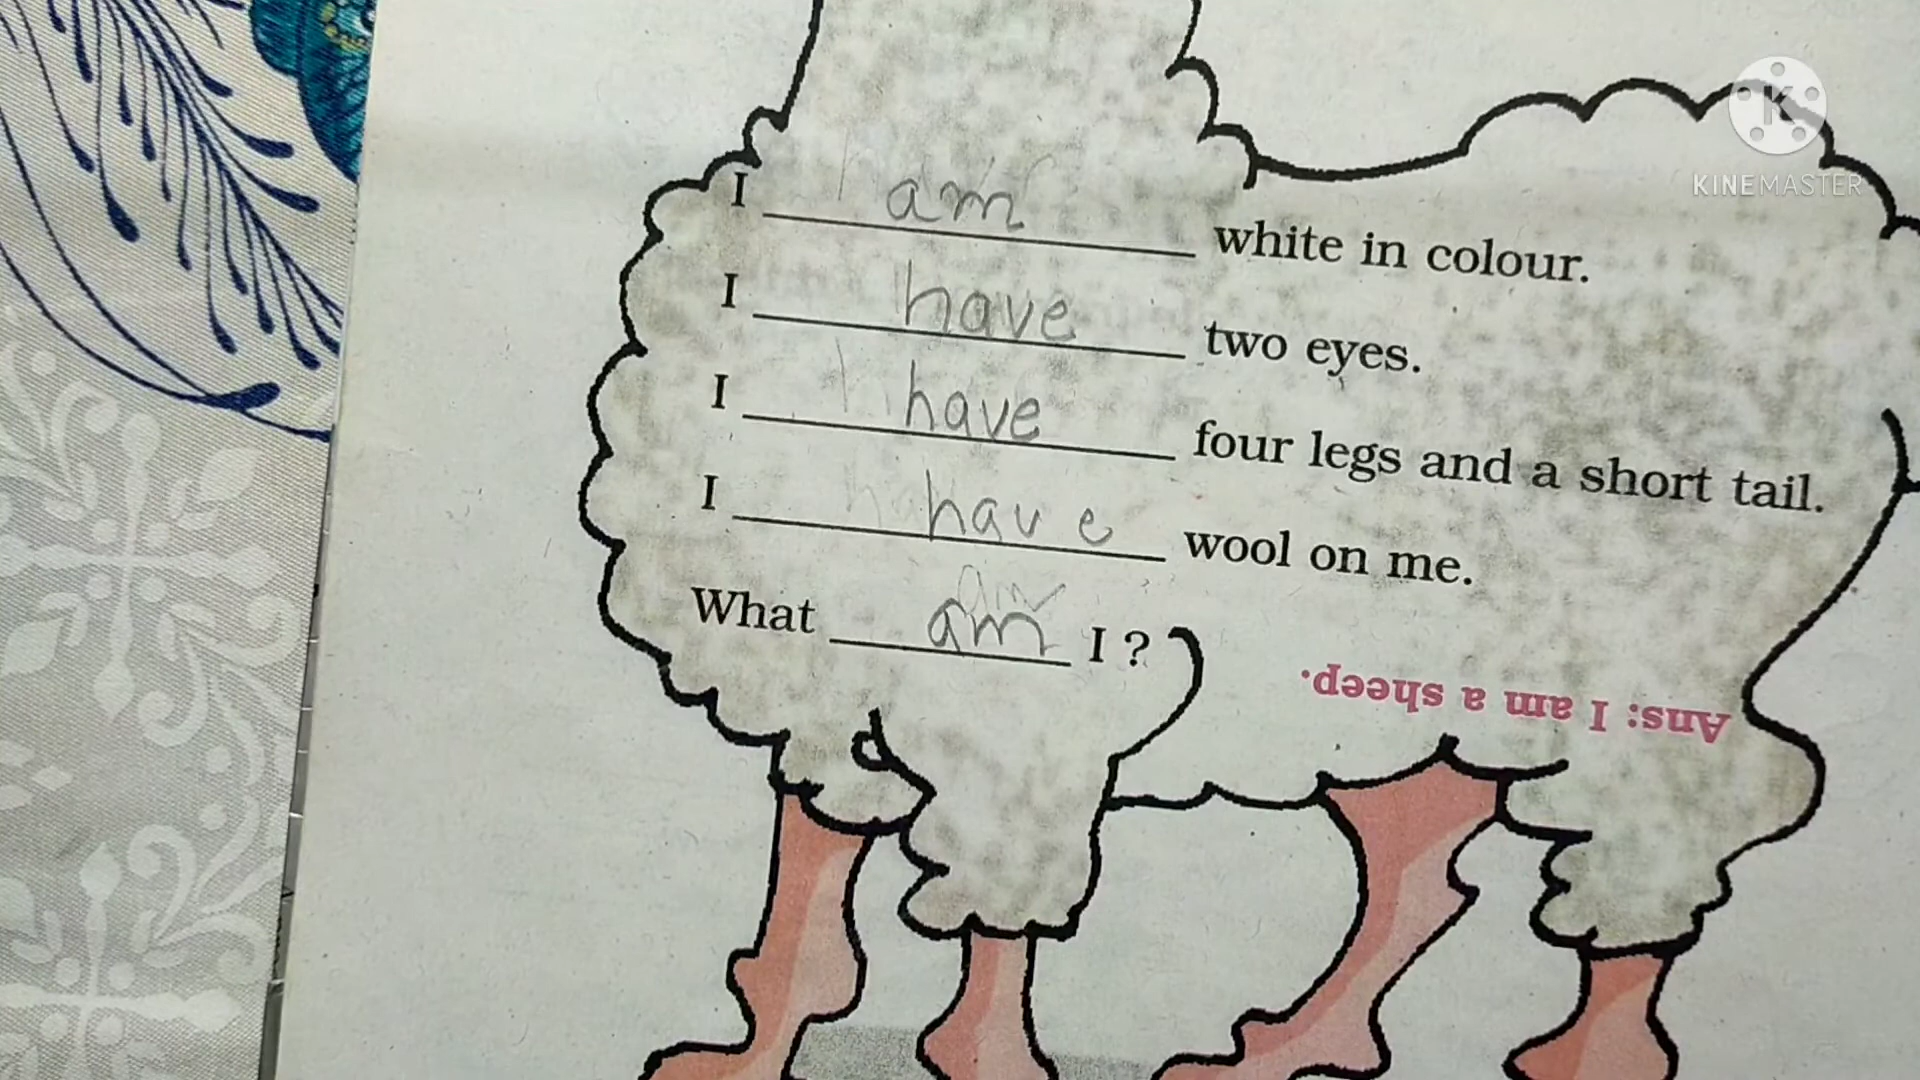 KINEMASTER
I am white in colour.
I have two eyes.
I have four legs and a short tail.
I have wool on me.
What am I ?
Ans: I am a sheep.